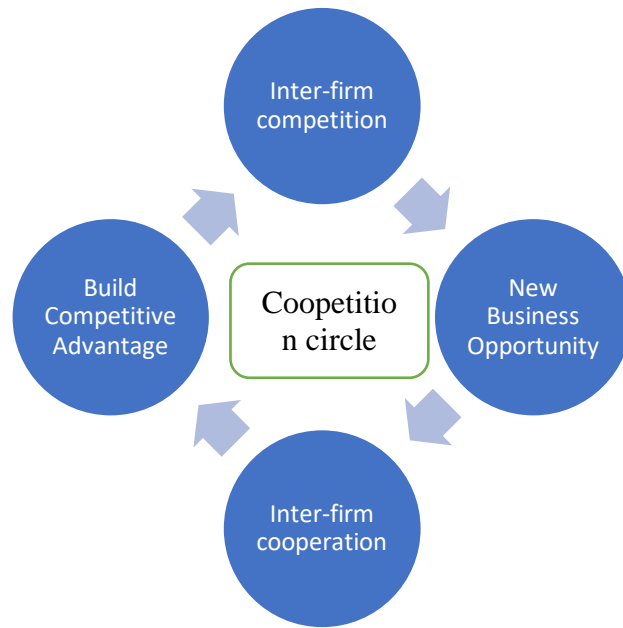 Inter-firm
competition
Build
Competitive
Advantage
Coopetitio
n circle
New
Business
Opportunity
Inter-firm
cooperation